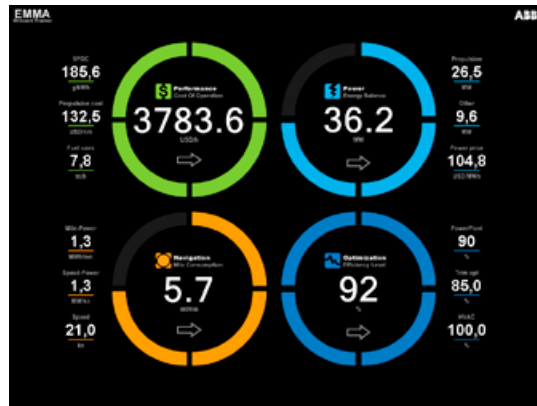 EMMA
ABB
SFOC
185,6
g/kWh
Propulsion cost
132,5
USD/nm
Fuel uses
7,8
Performance
Cost Of Operation
3783.6
USD/h
Power
Energy Balance
36.2
MW
Propulsion
26,5
MW
Other
9,6
MW
Power price
104,8
USD/MWh
Mile-Power
1,3
Speed-Power
1,3
Speed
21,0
kn
Navigation
Mile Consumption
5.7
Optimization
Efficiency Level
92
%
PowerPlant
90
%
Trim opt
85,0
%
HVAC
100,0
%